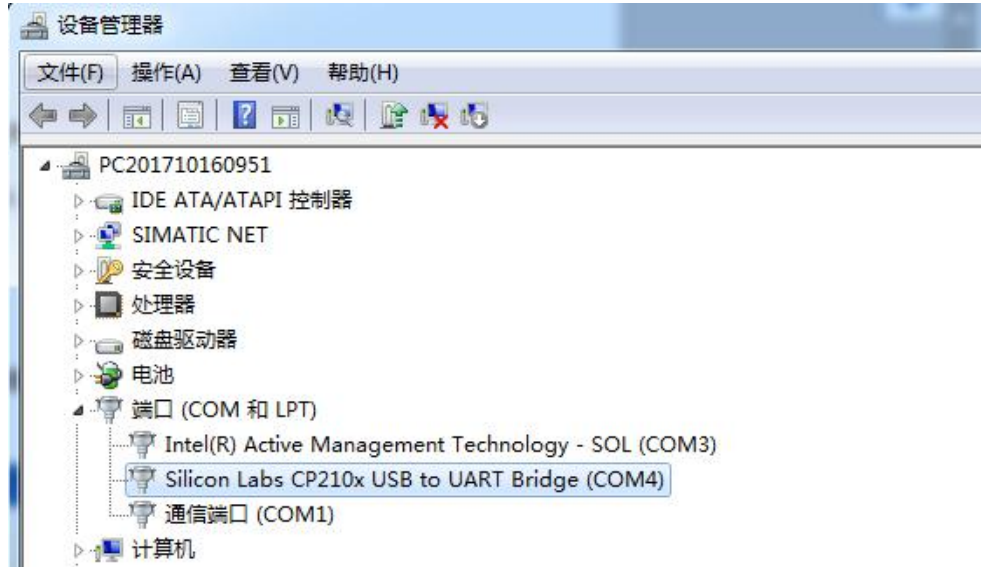 设备管理器
文件(F) 操作(A) 查看(V) 帮助(H)
PC201710160951
IDE ATA/ATAPI 控制器
SIMATIC NET
安全设备
处理器
磁盘驱动器
电池
端口 (COM 和 LPT)
Intel(R) Active Management Technology - SOL (COM3)
Silicon Labs CP210x USB to UART Bridge (COM4)
通信端口 (COM1)
计算机